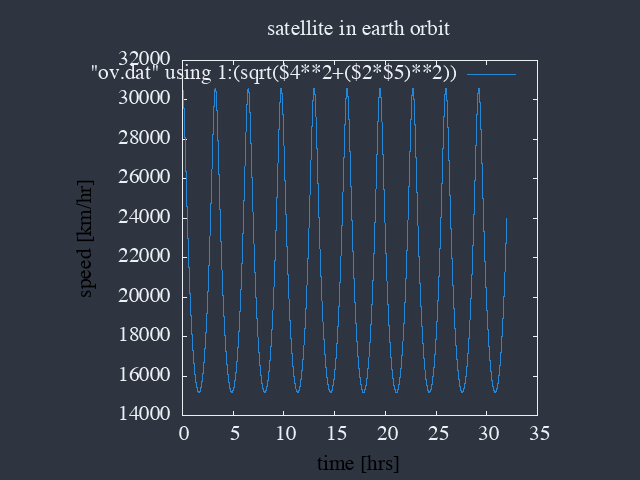 satellite in earth orbit
"ov.dat" using 1:(sqrt($4**2+($2*$5)**2))
32000
30000
28000
26000
24000
22000
20000
18000
16000
14000
speed [km/hr]
0 5 10 15 20 25 30 35
time [hrs]